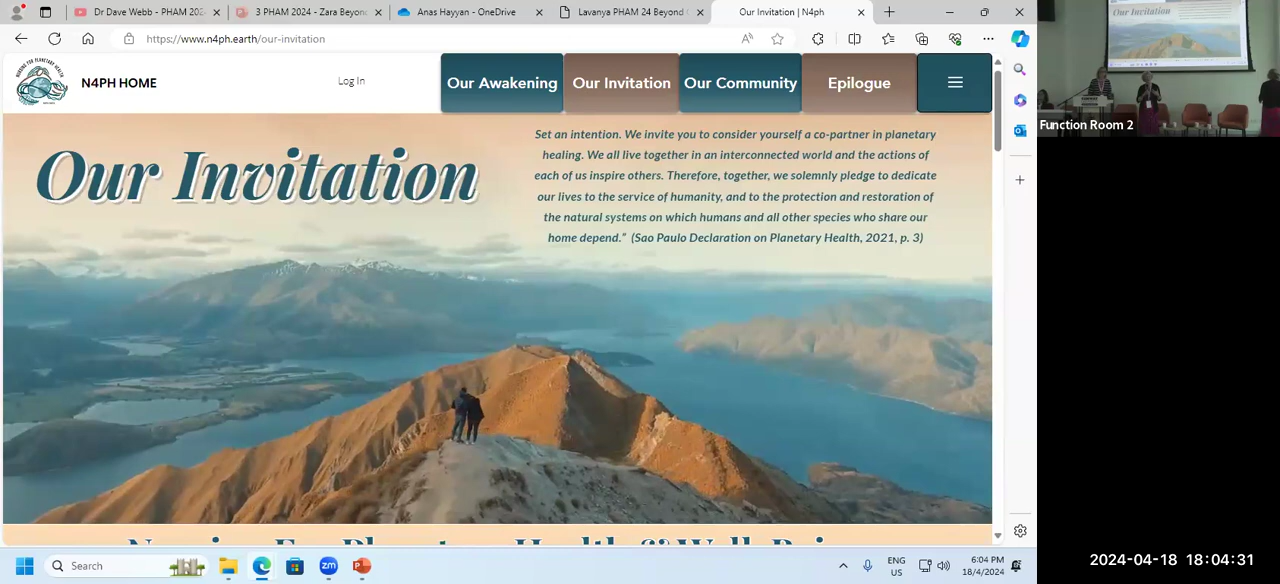 Dr Dave Webb - PHAM 202
3 PHAM 2024 - Zara Beyon
Anas Hayyan - OneDrive
Lavanya PHAM 24 Beyond
Our Invitation | N4ph
https://www.n4ph.earth/our-invitation
N4PH HOME
Log In
Our Awakening
Our Invitation
Our Community
Epilogue
Our Invitation
Set an intention. We invite you to consider yourself a co-partner in planetary
healing. We all live together in an interconnected world and the actions of
each of us inspire others. Therefore, together, we solemnly pledge to dedicate
our lives to the service of humanity, and to the protection and restoration of
the natural systems on which humans and all other species who share our
home depend.” (Sao Paulo Declaration on Planetary Health, 2021, p. 3)
Our Invitation
Function Room 2
Search
ENG
US
6:04 PM
18/4/2024
2024-04-18 18:04:31